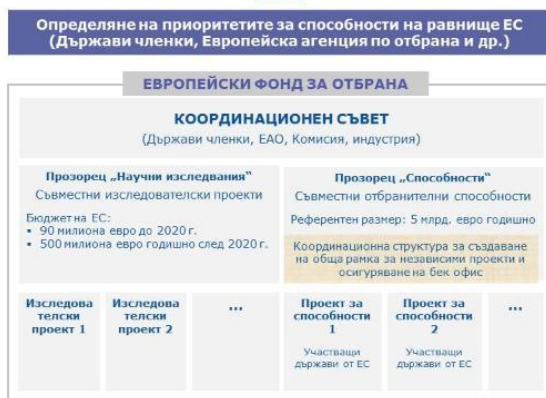 Определяне на приоритетите за способности на равнище ЕС
(Държави членки, Европейска агенция по отбрана и др.)
ЕВРОПЕЙСКИ ФОНД ЗА ОТБРАНА
КООРДИНАЦИОНЕН СЪВЕТ
(Държави членки, ЕАО, Комисия, индустрия)
Прозорец „Научни изследвания“
Съвместни изследователски проекти
Бюджет на ЕС:
▪ 90 милиона евро до 2020 г.
▪ 500 милиона евро годишно след 2020 г.
Прозорец „Способности“
Съвместни отбранителни способности
Референтен размер: 5 млрд. евро годишно
Координационна структура за създаване
на обща рамка за независими проекти и
осигуряване на бек офис
Изследова
телски
проект 1
Изследова
телски
проект 2
...
Проект за
способности
1
Участващи
държави от ЕС
Проект за
способности
2
Участващи
държави от ЕС
...